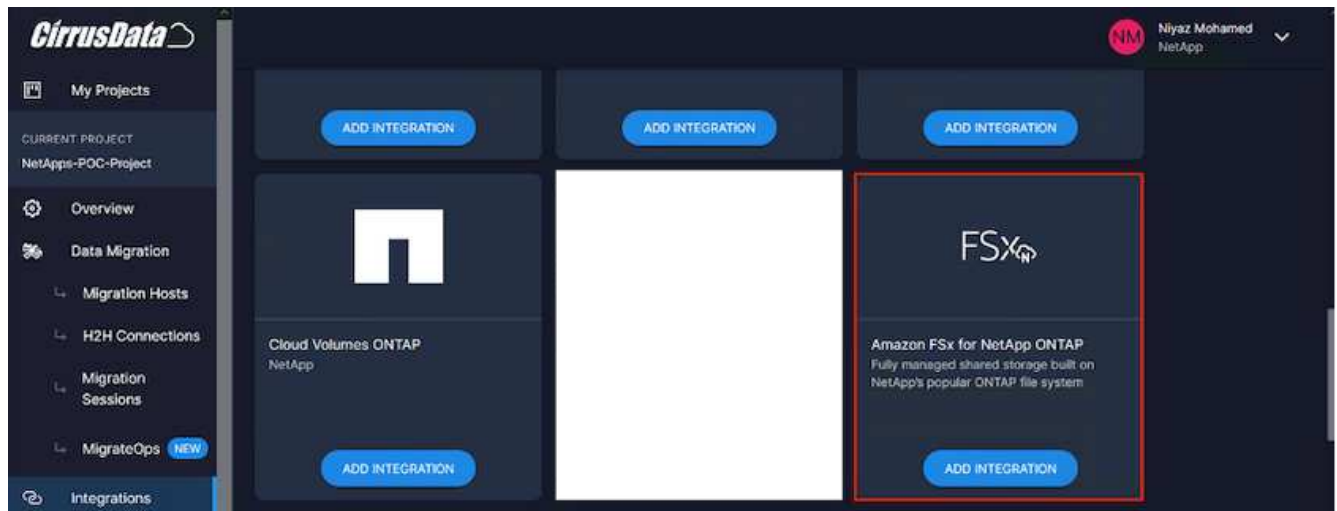 CirrusData
NM
Niyaz Mohamed
NetApp
My Projects
CURRENT PROJECT
NetApps-POC-Project
Overview
Data Migration
Migration Hosts
H2H Connections
Migration
Sessions
MigrateOps NEW
Integrations
ADD INTEGRATION
ADD INTEGRATION
ADD INTEGRATION
Cloud Volumes ONTAP
NetApp
ADD INTEGRATION
FSx N
Amazon FSx for NetApp ONTAP
Fully managed shared storage built on
NetApp's popular ONTAP file system
ADD INTEGRATION